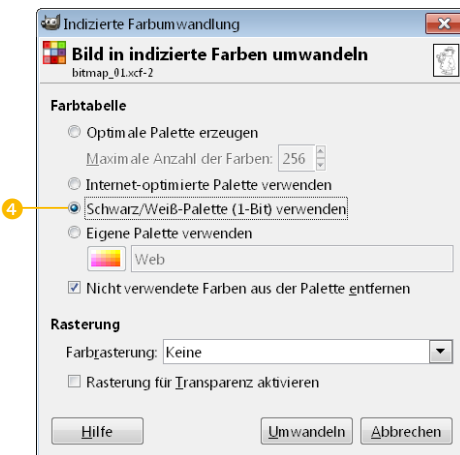 Indizierte Farbumwandlung
Bild in indizierte Farben umwandeln
bitmap_01.xcf-2
Farbtabelle
Optimale Palette erzeugen
Maximale Anzahl der Farben: 256
Internet-optimierte Palette verwenden
4 Schwarz/Weiß-Palette (1-Bit) verwenden
Eigene Palette verwenden
Web
Nicht verwendete Farben aus der Palette entfernen
Rasterung
Farbrasterung: Keine
Rasterung für Transparenz aktivieren
Hilfe Umwandeln Abbrechen